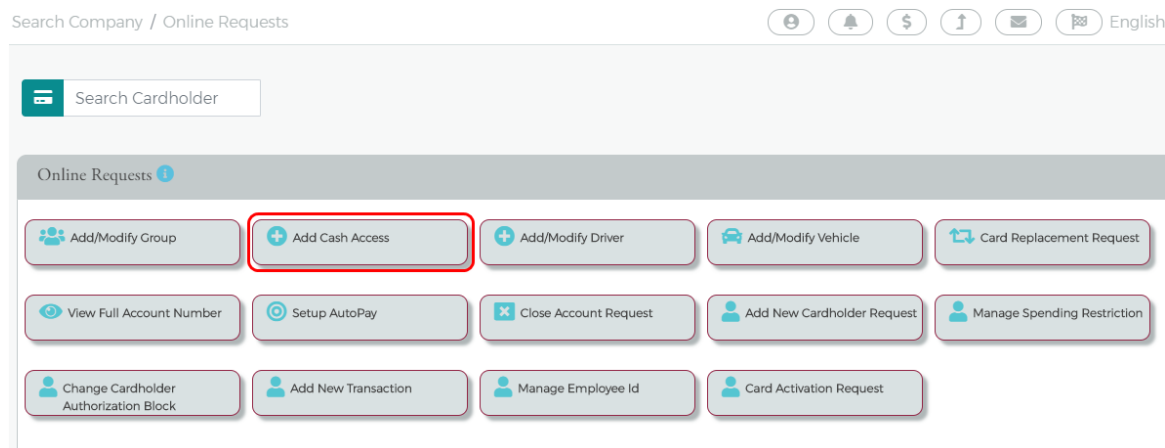 Search Company / Online Requests
English
Search Cardholder
Online Requests
Add/Modify Group
Add Cash Access
Add/Modify Driver
Add/Modify Vehicle
Card Replacement Request
View Full Account Number
Setup AutoPay
Close Account Request
Add New Cardholder Request
Manage Spending Restriction
Change Cardholder
Authorization Block
Add New Transaction
Manage Employee Id
Card Activation Request